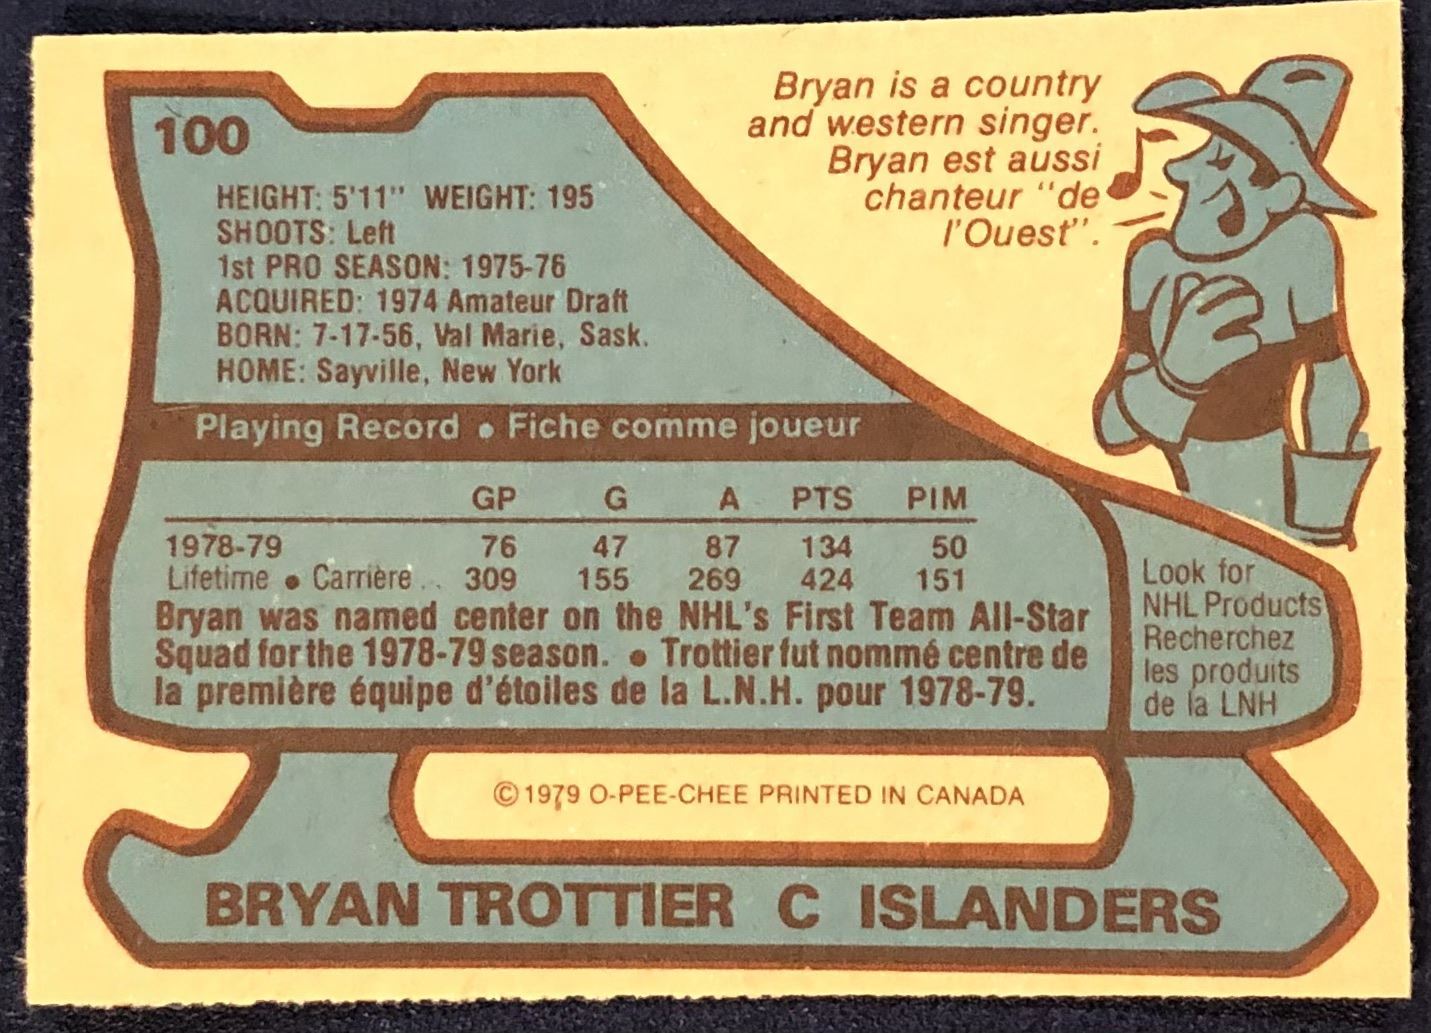 100
Bryan is a country
and western singer.
Bryan est aussi
chanteur "de
l'Ouest".
HEIGHT: 5'11" WEIGHT: 195
SHOOTS: Left
1st PRO SEASON: 1975-76
ACQUIRED: 1974 Amateur Draft
BORN: 7-17-56, Val Marie, Sask.
HOME: Sayville, New York
Playing Record • Fiche comme joueur
GP G A PTS PIM
1978-79 76 47 87 134 50
Lifetime • Carrière .. 309 155 269 424 151
Bryan was named center on the NHL's First Team All-Star
Squad for the 1978-79 season. • Trottier fut nommé centre de
la première équipe d'étoiles de la L.N.H. pour 1978-79.
Look for
NHL Products
Recherchez
les produits
de la LNH
© 1979 O-PEE-CHEE PRINTED IN CANADA
BRYAN TROTTIER C ISLANDERS